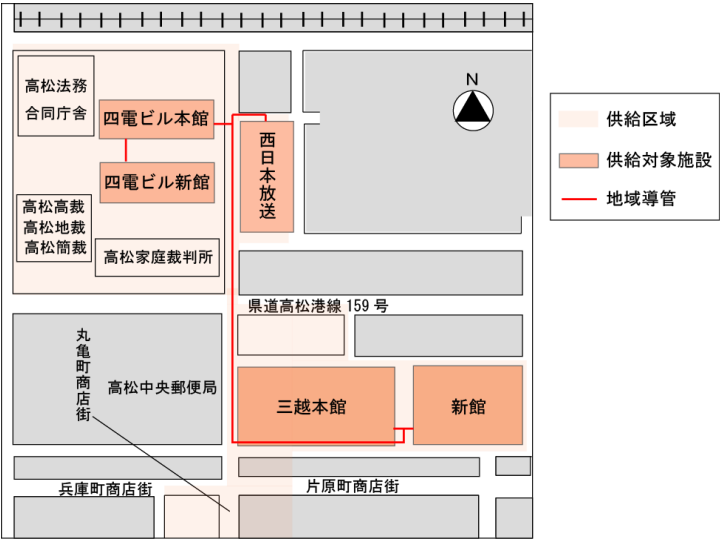 高松法務
合同庁舎
四電ビル本館
四電ビル新館
西日本放送
高松高裁
高松地裁
高松簡裁
高松家庭裁判所
N
供給区域
供給対象施設
地域導管
県道高松港線 159 号
丸亀町商店街
高松中央郵便局
三越本館
新館
兵庫町商店街
片原町商店街